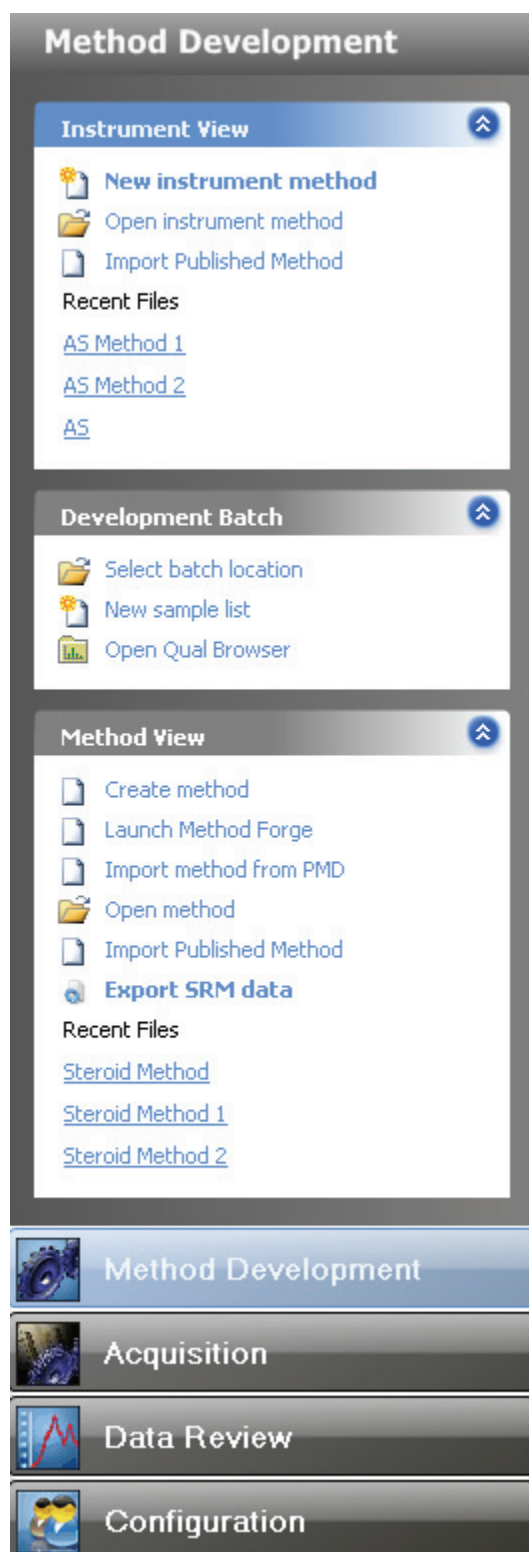 Method Development
Instrument View
New instrument method
Open instrument method
Import Published Method
Recent Files
AS Method 1
AS Method 2
AS
Development Batch
Select batch location
New sample list
Open Qual Browser
Method View
Create method
Launch Method Forge
Import method from PMD
Open method
Import Published Method
Export SRM data
Recent Files
Steroid Method
Steroid Method 1
Steroid Method 2
Method Development
Acquisition
Data Review
Configuration